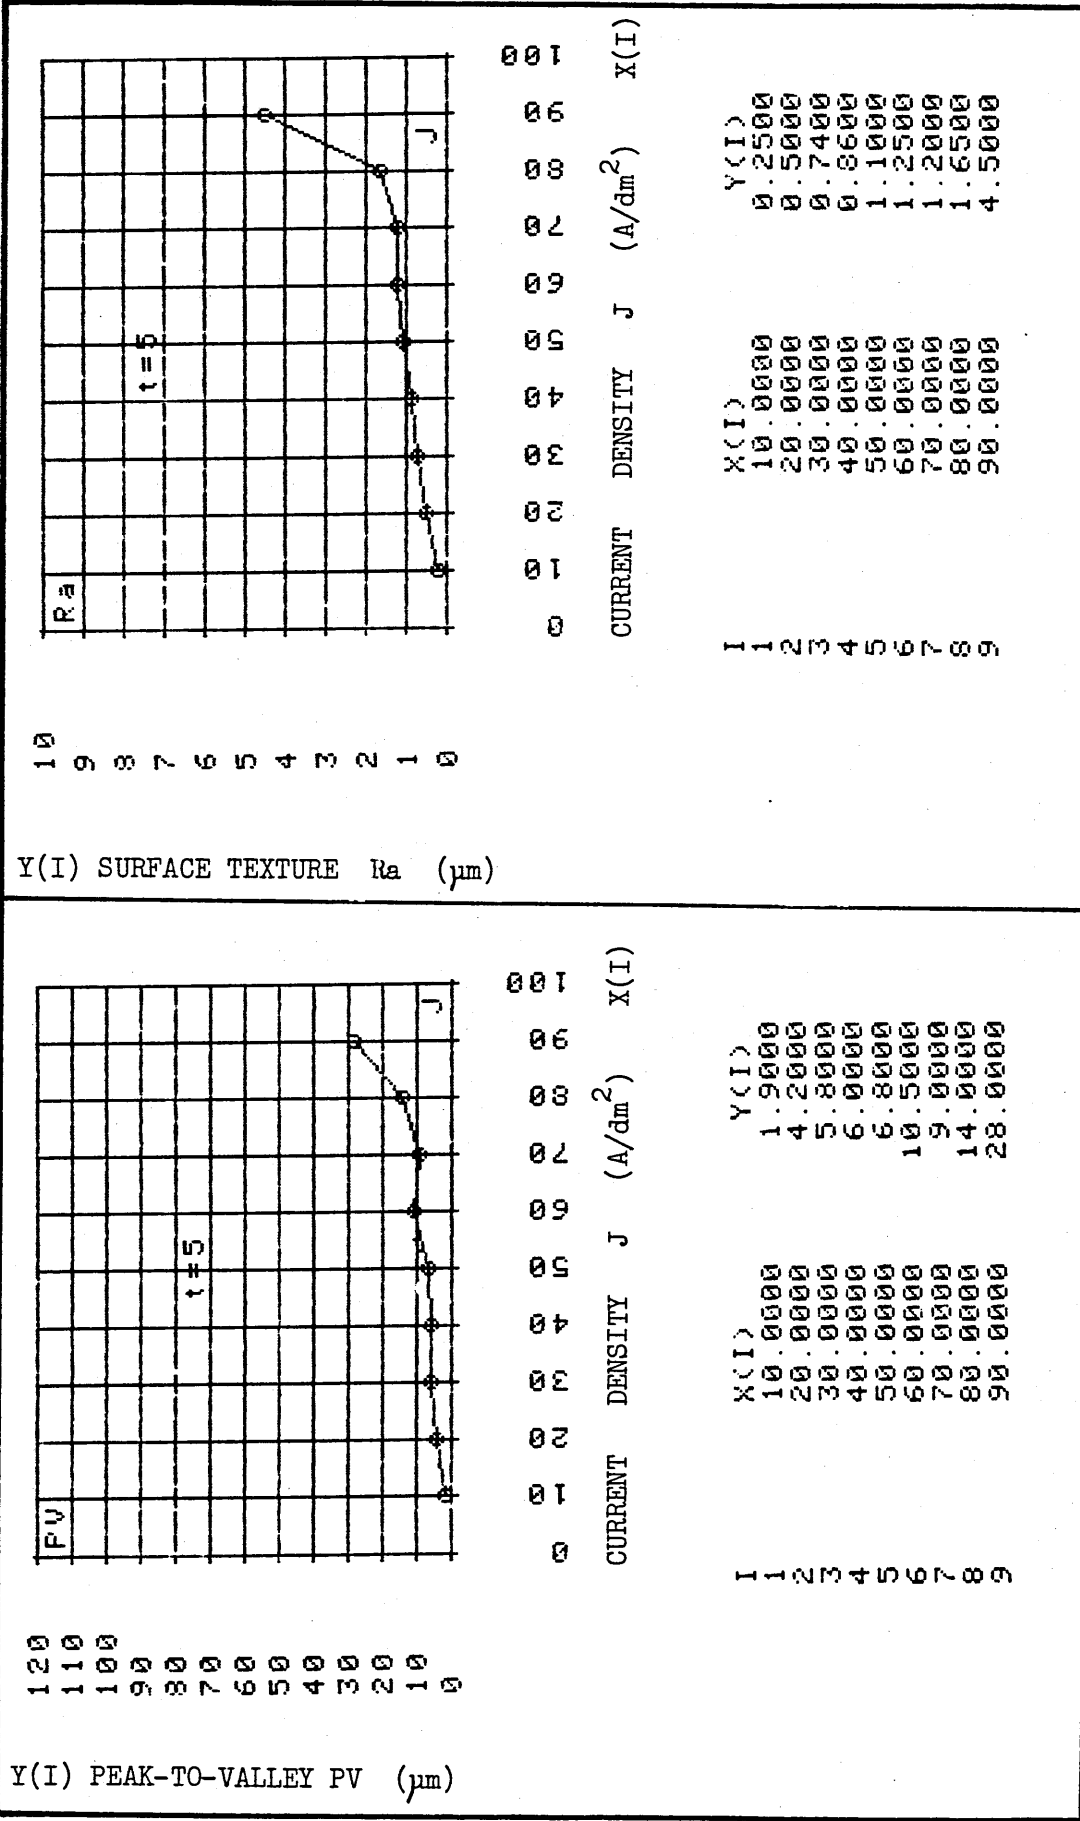 Y(I) PEAK-TO-VALLEY PV (µm)
120
110
100
90
80
70
60
50
40
30
20
10
0
PV
t=5
J
0 10 20 30 40 50 60 70 80 90 100
CURRENT DENSITY J (A/dm²) X(I)
I X(I) Y(I)
1 10.0000 1.9000
2 20.0000 4.2000
3 30.0000 5.8000
4 40.0000 6.0000
5 50.0000 6.8000
6 60.0000 10.5000
7 70.0000 9.0000
8 80.0000 14.0000
9 90.0000 28.0000
Y(I) SURFACE TEXTURE Ra (µm)
10
9
8
7
6
5
4
3
2
1
0
Ra
t=5
J
0 10 20 30 40 50 60 70 80 90 100
CURRENT DENSITY J (A/dm²) X(I)
I X(I) Y(I)
1 10.0000 0.2500
2 20.0000 0.5000
3 30.0000 0.7400
4 40.0000 0.8600
5 50.0000 1.1000
6 60.0000 1.2500
7 70.0000 1.2000
8 80.0000 1.6500
9 90.0000 4.5000